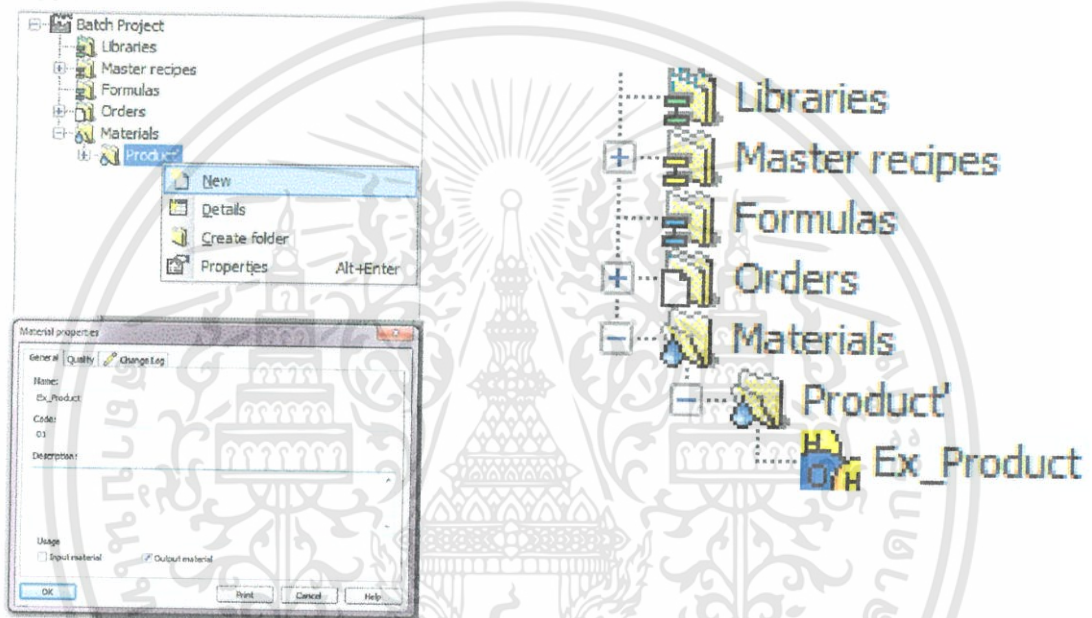 Batch Project
Libraries
Master recipes
Formulas
Orders
Materials
Product'
New
Details
Create folder
Properties Alt+Enter
Material properties
General Quality Change Log
Name:
Ex_Product
Code:
01
Description:
Usage
Input material Output material
OK Print Cancel Help
Libraries
Master recipes
Formulas
Orders
Materials
Product'
Ex_Product